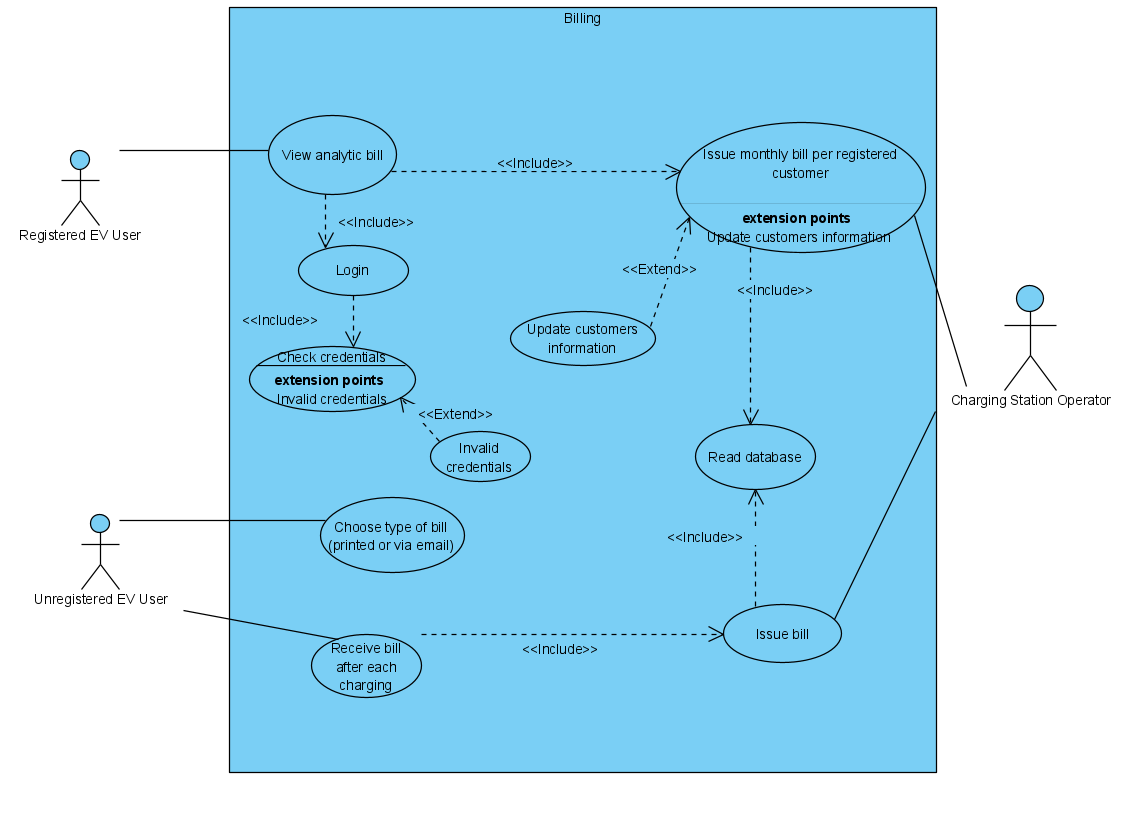 Billing
View analytic bill
<<Include>>
Issue monthly bill per registered
customer
extension points
Update customers information
Registered EV User
<<Include>>
Login
<<Extend>>
<<Include>>
<<Include>>
Update customers
information
Check credentials
extension points
Invalid credentials
<<Extend>>
Invalid
credentials
Charging Station Operator
Read database
Choose type of bill
(printed or via email)
<<Include>>
Unregistered EV User
Receive bill
after each
charging
<<Include>>
Issue bill